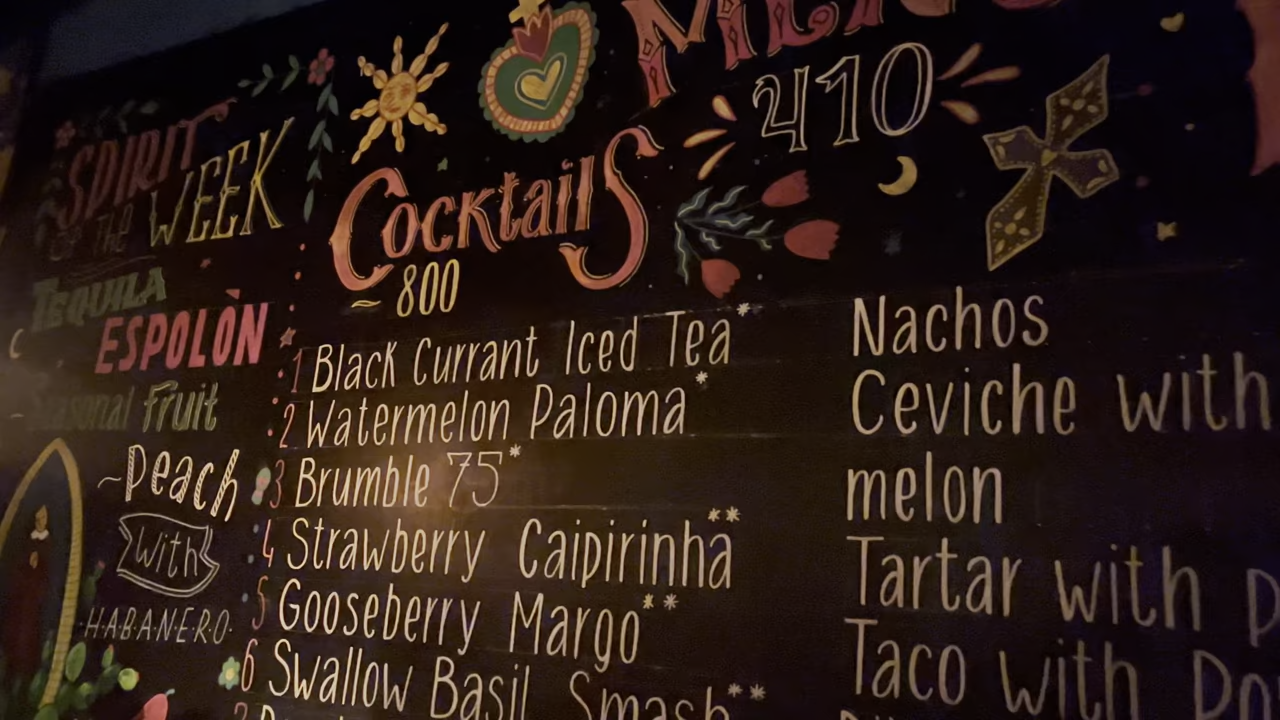 SPIRIT
OF THE WEEK
TEQUILA
ESPOLÒN
Seasonal Fruit
~Peach
With
HABANERO
Cocktails
~ 800
1 Black Currant Iced Tea*
2 Watermelon Paloma*
3 Brumble 75*
4 Strawberry Caipirinha**
5 Gooseberry Margo**
6 Swallow Basil Smash**
410
Nachos
Ceviche with
melon
Tartar with
Taco with